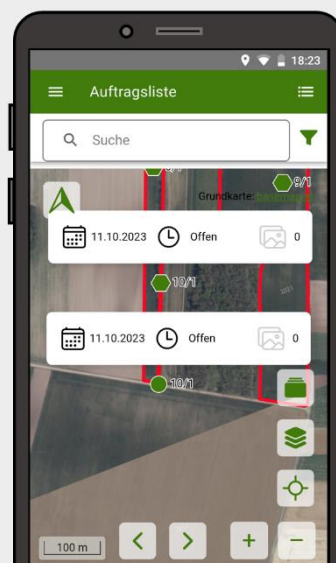 18:23
Auftragsliste
Suche
9/1
Grundkarte:
11.10.2023 Offen 0
10/1
11.10.2023 Offen 0
10/1
100 m